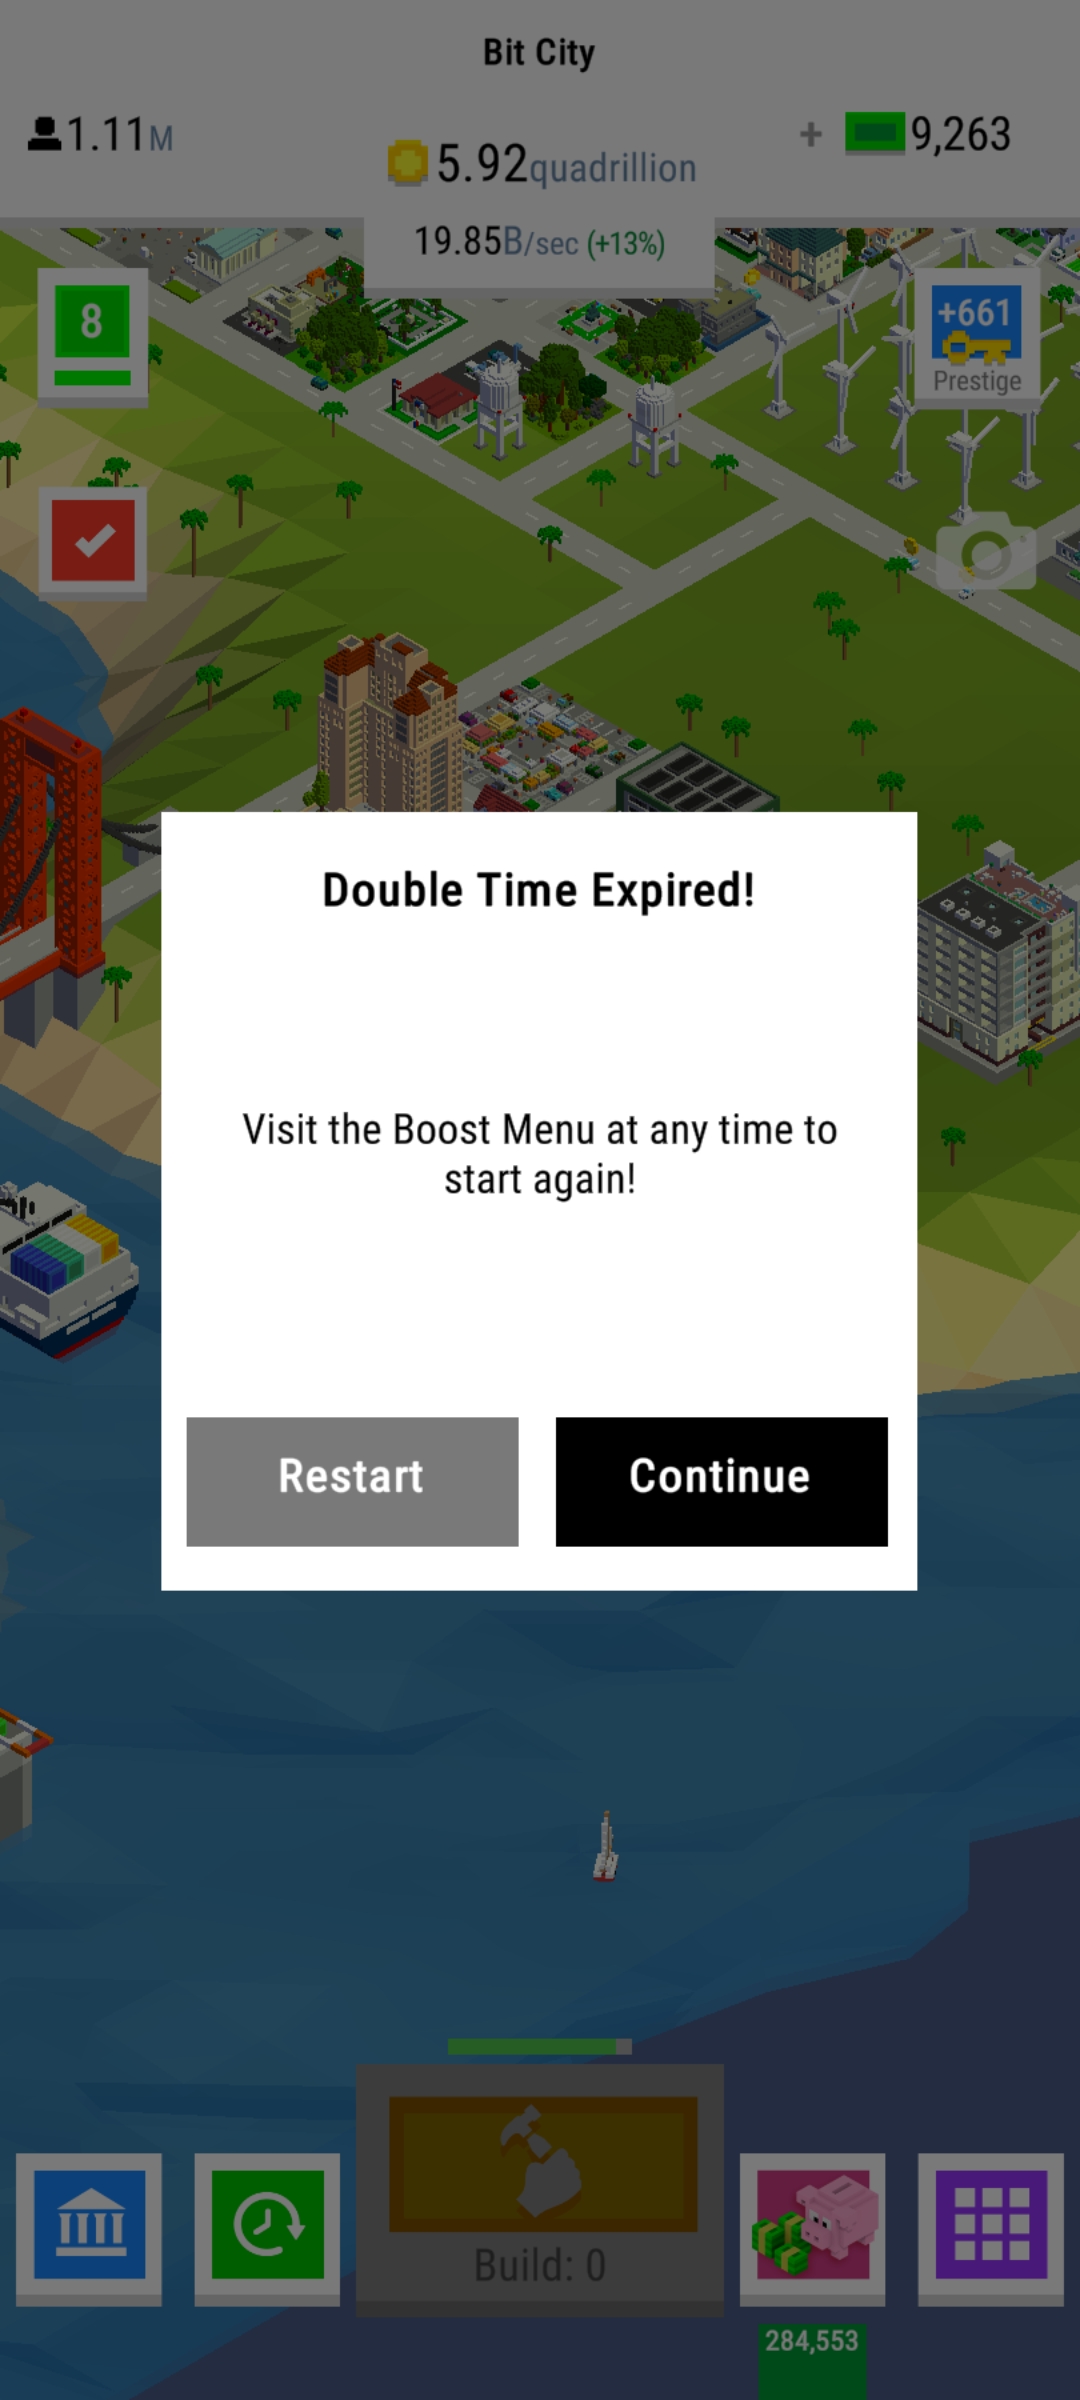 Bit City
1.11M
5.92quadrillion
+ 9,263
19.85B/sec (+13%)
8
+661
Prestige
Double Time Expired!
Visit the Boost Menu at any time to
start again!
Restart
Continue
Build: 0
284,553